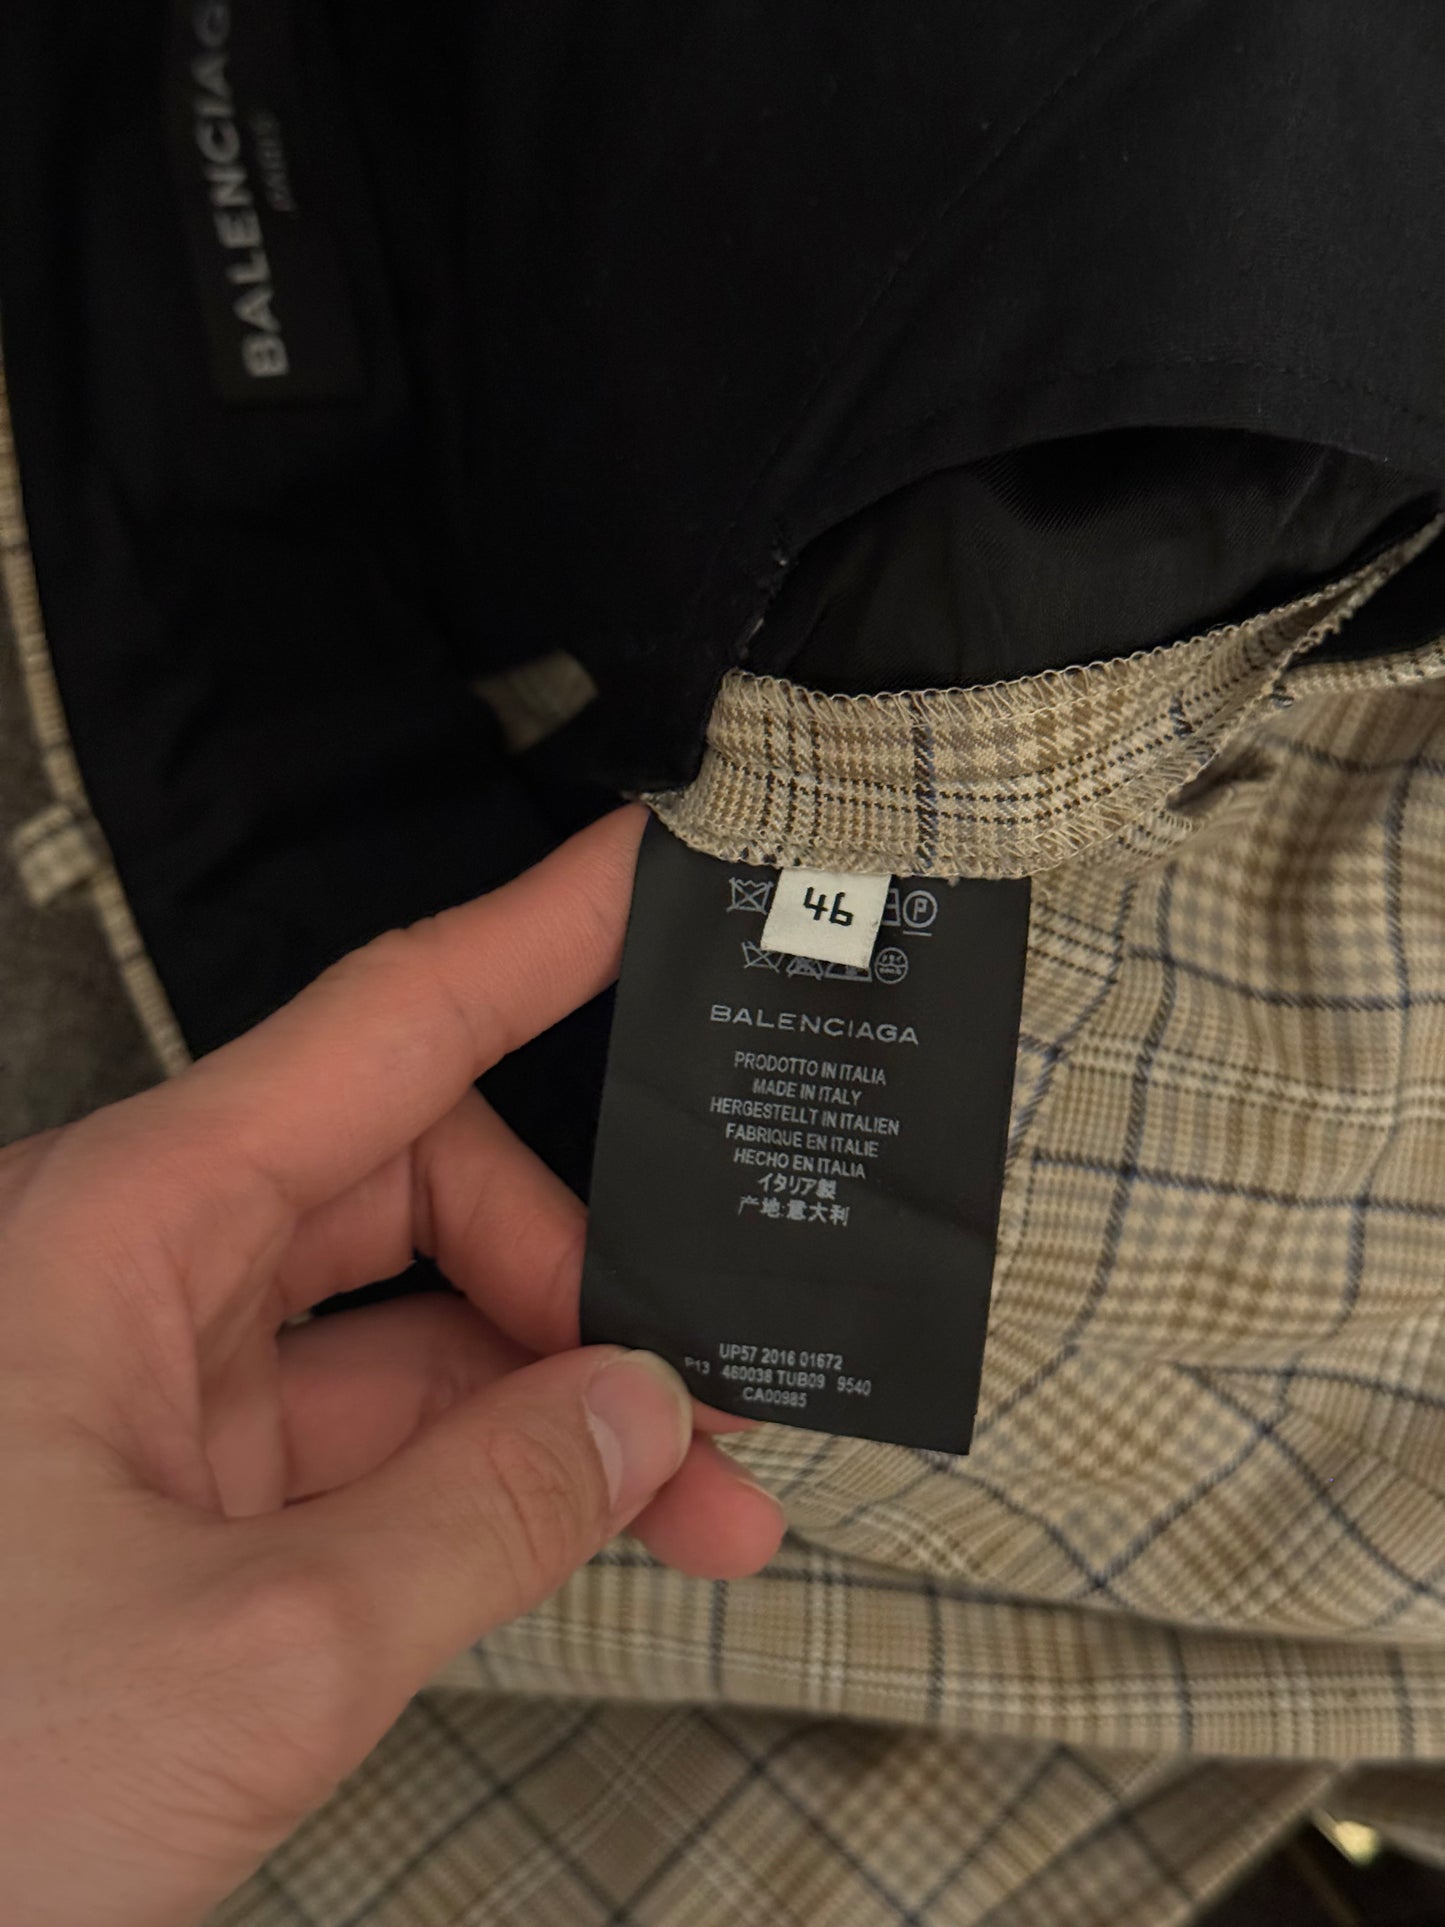 BALENCIAGA
PARIS
46
P
BALENCIAGA
PRODOTTO IN ITALIA
MADE IN ITALY
HERGESTELLT IN ITALIEN
FABRIQUE EN ITALIE
HECHO EN ITALIA
イタリア製
产地:意大利
UP57 2016 01672
P13 460038 TUB09 9540
CA00985